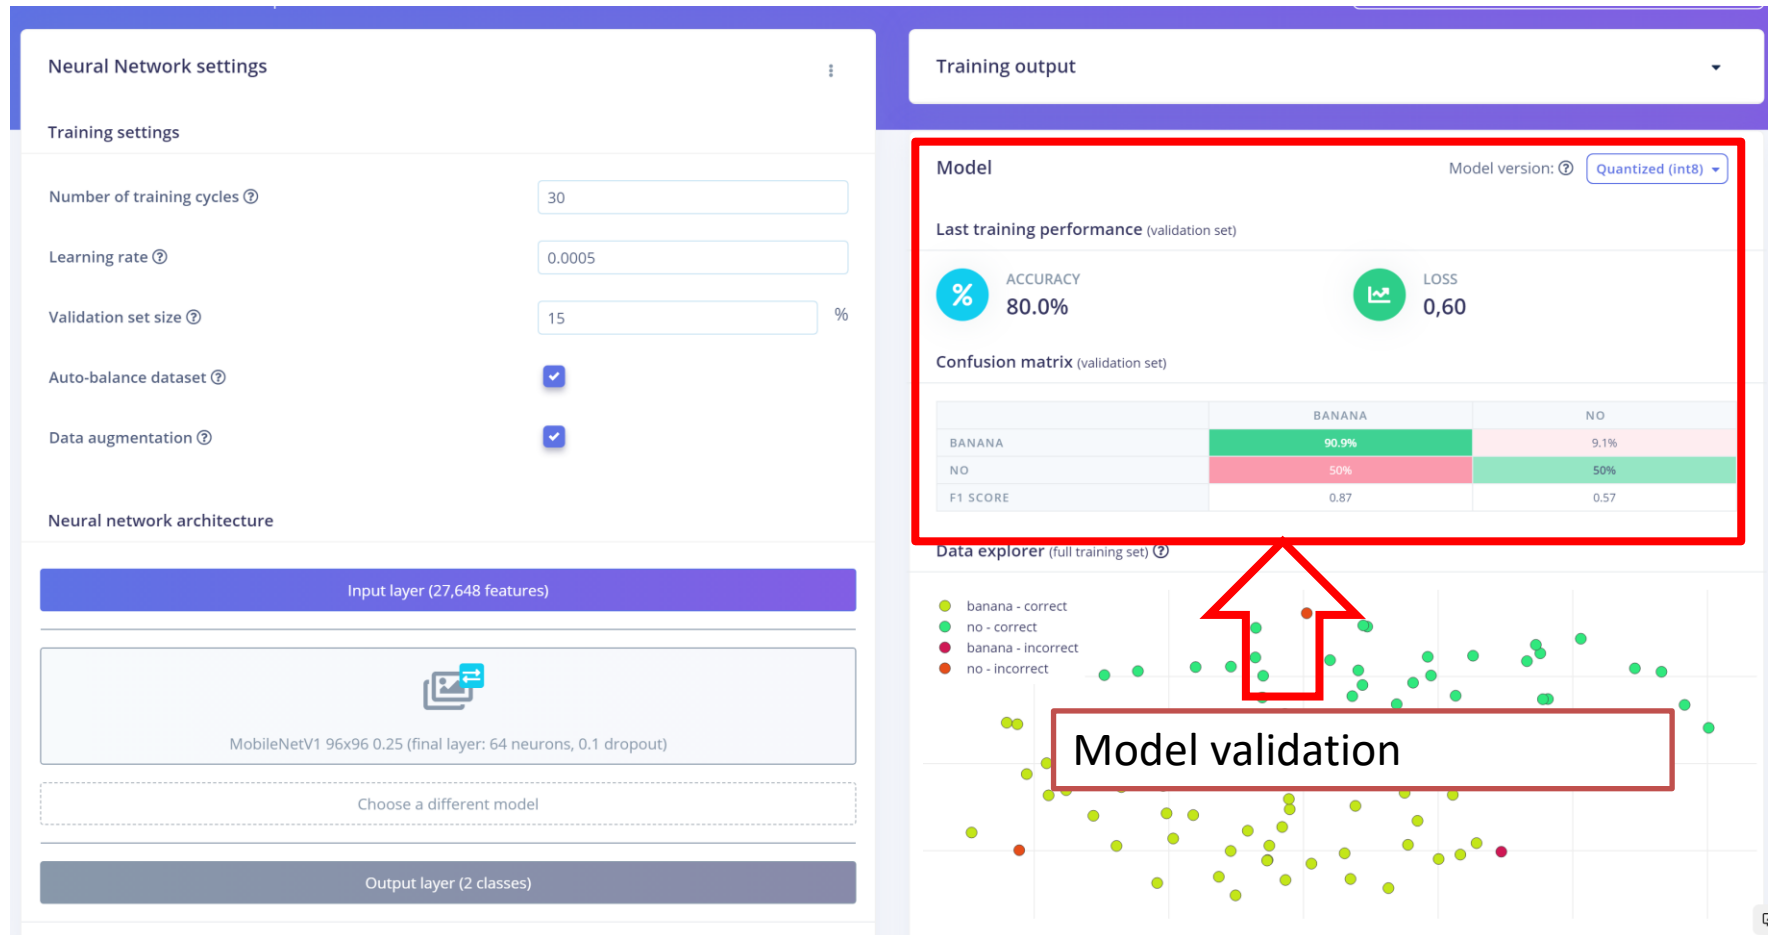 Neural Network settings
Training settings
Number of training cycles
30
Learning rate
0.0005
Validation set size
15
%
Auto-balance dataset
Data augmentation
Neural network architecture
Input layer (27,648 features)
MobileNetV1 96x96 0.25 (final layer: 64 neurons, 0.1 dropout)
Choose a different model
Output layer (2 classes)
Training output
Model
Model version: Quantized (int8)
Last training performance (validation set)
% ACCURACY
80.0%
LOSS
0,60
Confusion matrix (validation set)
BANANA NO
BANANA 90.9% 9.1%
NO 50% 50%
F1 SCORE 0.87 0.57
Data explorer (full training set)
banana - correct
no - correct
banana - incorrect
no - incorrect
Model validation